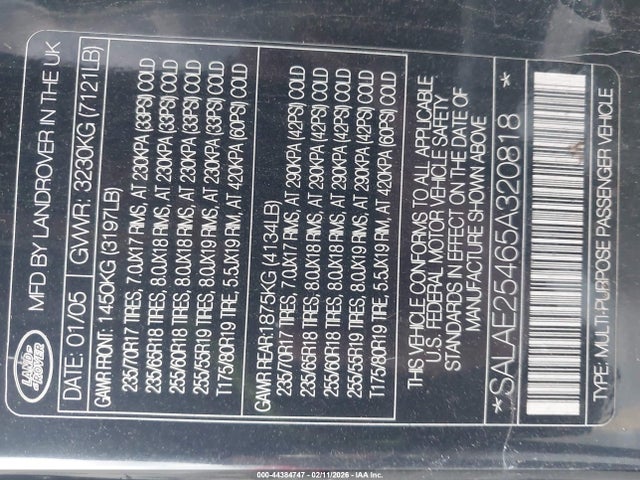 LAND-
ROVER
MFD BY LANDROVER IN THE UK
DATE: 01/05 GVWR: 3230KG (7121LB)
GAWR FRONT: 1450KG (3197LB)
235/70R17 TIRES, 7.0JX17 RIMS, AT 230KPA (33PSI) COLD
235/65R18 TIRES, 8.0JX18 RIMS, AT 230KPA (33PSI) COLD
255/60R18 TIRES, 8.0JX18 RIMS, AT 230KPA (33PSI) COLD
255/55R19 TIRES, 8.0JX19 RIMS, AT 230KPA (33PSI) COLD
T175/80R19 TIRE, 5.5JX19 RIM, AT 420KPA (60PSI) COLD
GAWR REAR: 1875KG (4134LB)
235/70R17 TIRES, 7.0JX17 RIMS, AT 290KPA (42PSI) COLD
235/65R18 TIRES, 8.0JX18 RIMS, AT 290KPA (42PSI) COLD
255/60R18 TIRES, 8.0JX18 RIMS, AT 290KPA (42PSI) COLD
255/55R19 TIRES, 8.0JX19 RIMS, AT 290KPA (42PSI) COLD
T175/80R19 TIRE, 5.5JX19 RIM, AT 420KPA (60PSI) COLD
THIS VEHICLE CONFORMS TO ALL APPLICABLE
U.S. FEDERAL MOTOR VEHICLE SAFETY
STANDARDS IN EFFECT ON THE DATE OF
MANUFACTURE SHOWN ABOVE
*SALAE25465A320818*
TYPE: MULTI-PURPOSE PASSENGER VEHICLE
000-44384747 - 02/11/2026 - IAA Inc.